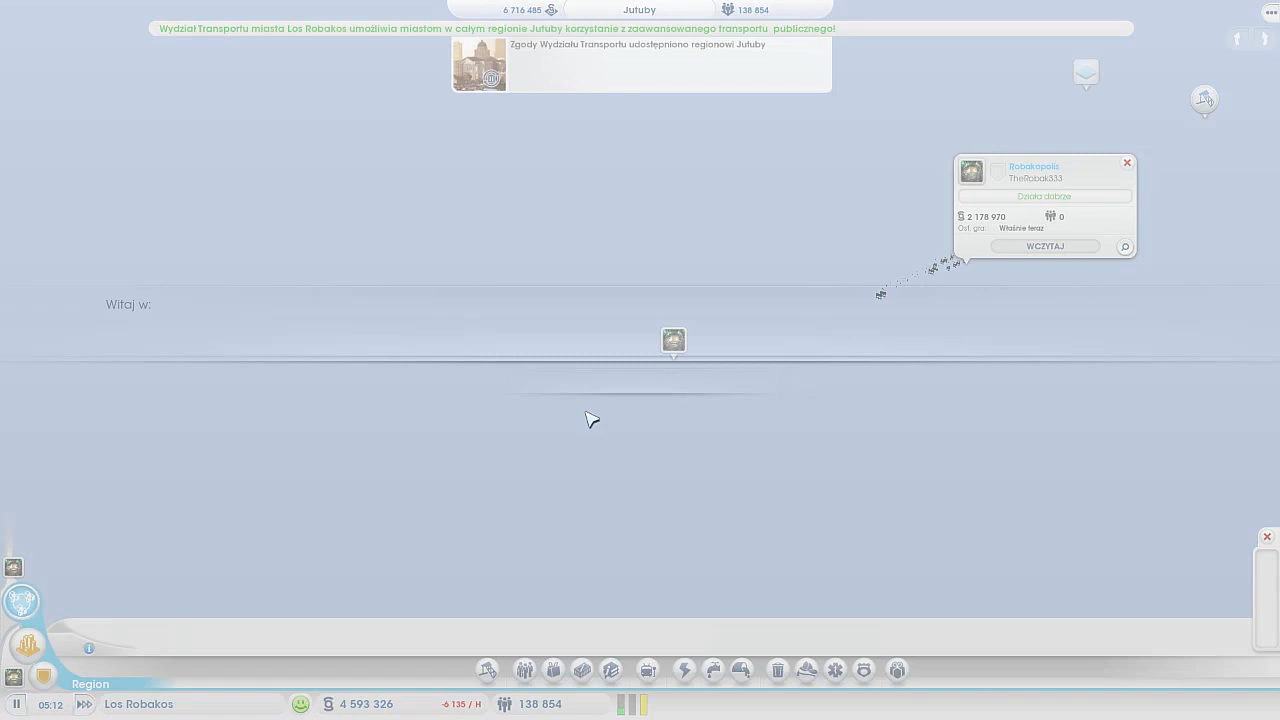 6 716 485
Jutuby
138 854
Wydział Transportu miasta Los Robakos umożliwia miastom w całym regionie Jutuby korzystanie z zaawansowanego transportu publicznego!
Zgody Wydziału Transportu udostępniono regionowi Jutuby
Robakopolis
TheRobak333
Działa dobrze
2 178 970
0
Ost. gra: Właśnie teraz
WCZYTAJ
Witaj w:
Region
05:12
Los Robakos
4 593 326
-6 135 / H
138 854